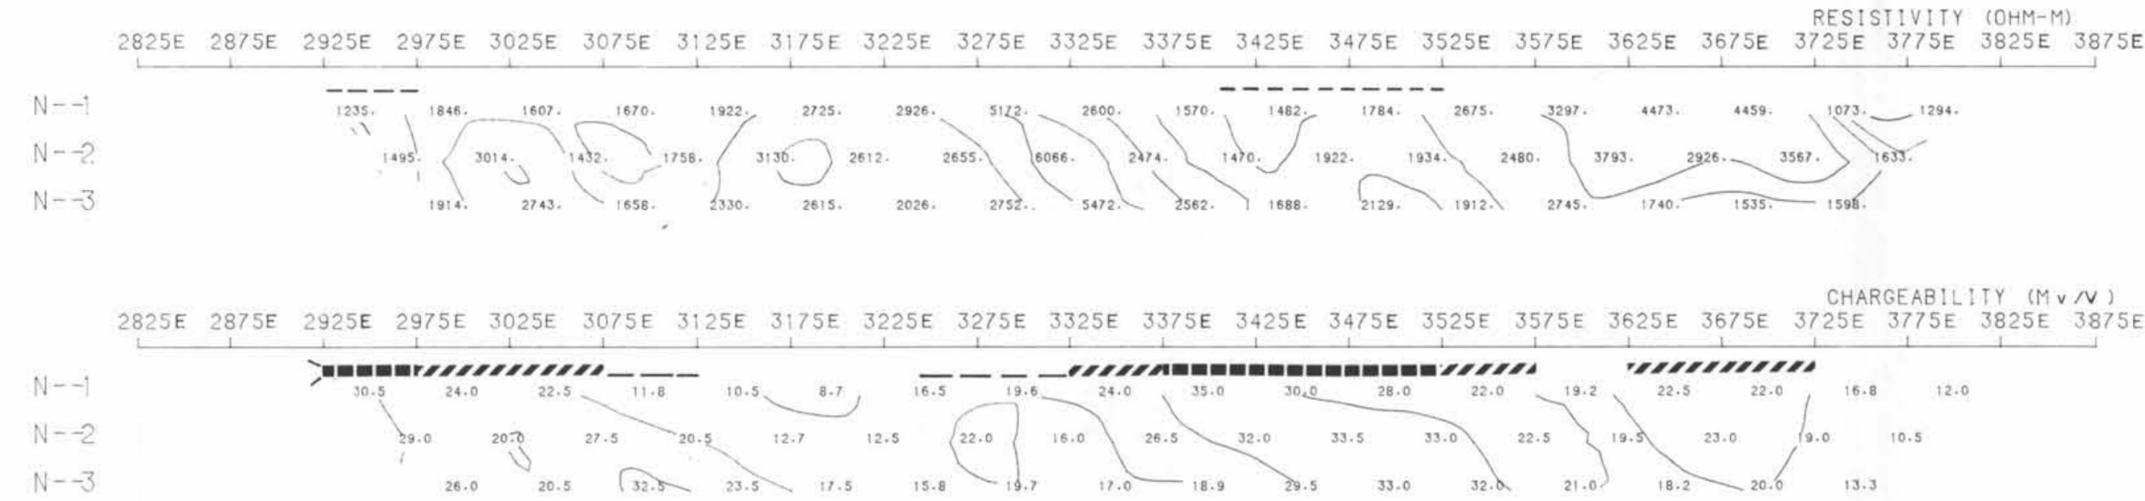 RESISTIVITY (OHM-M)
2825E 2875E 2925E 2975E 3025E 3075E 3125E 3175E 3225E 3275E 3325E 3375E 3425E 3475E 3525E 3575E 3625E 3675E 3725E 3775E 3825E 3875E
N--1 1235. 1846. 1607. 1670. 1922. 2725. 2926. 5172. 2600. 1570. 1482. 1784. 2675. 3297. 4473. 4459. 1073. 1294.
N--2 1495. 3014. 1432. 1758. 3130. 2612. 2655. 6066. 2474. 1470. 1922. 1934. 2480. 3793. 2926. 3567. 1633.
N--3 1914. 2743. 1658. 2330. 2615. 2026. 2752. 5472. 2562. 1688. 2129. 1912. 2745. 1740. 1535. 1598.
CHARGEABILITY (Mv/V)
2825E 2875E 2925E 2975E 3025E 3075E 3125E 3175E 3225E 3275E 3325E 3375E 3425E 3475E 3525E 3575E 3625E 3675E 3725E 3775E 3825E 3875E
N--1 30.5 24.0 22.5 11.8 10.5 8.7 16.5 19.6 24.0 35.0 30.0 28.0 22.0 19.2 22.5 22.0 16.8 12.0
N--2 29.0 20.0 27.5 20.5 12.7 12.5 22.0 16.0 26.5 32.0 33.5 33.0 22.5 19.5 23.0 19.0 10.5
N--3 26.0 20.5 32.5 23.5 17.5 15.8 19.7 17.0 18.9 29.5 33.0 32.0 21.0 18.2 20.0 13.3